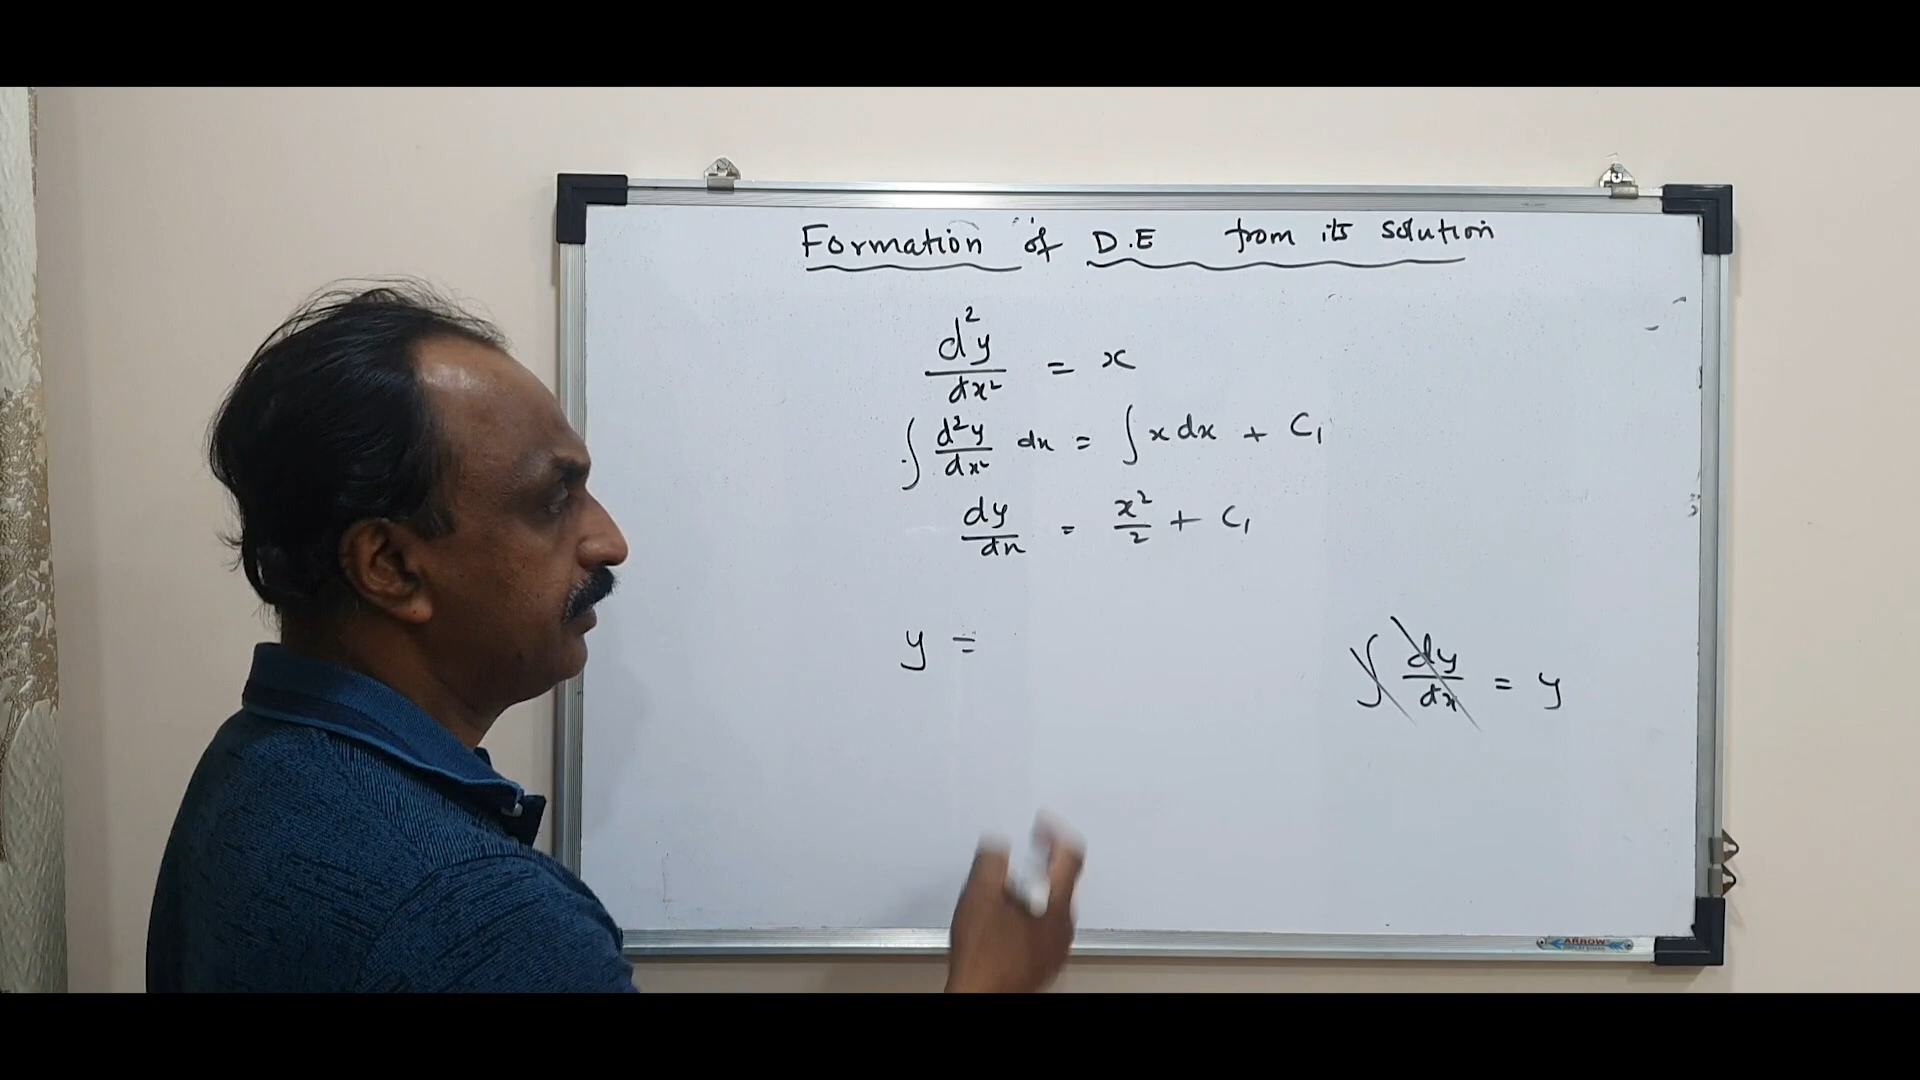 Formation of D.E from its solution
d²y/dx² = x
∫ d²y/dx² dx = ∫ x dx + C₁
dy/dx = x²/2 + C₁
y =
∫ dy/dx = y
ARROW